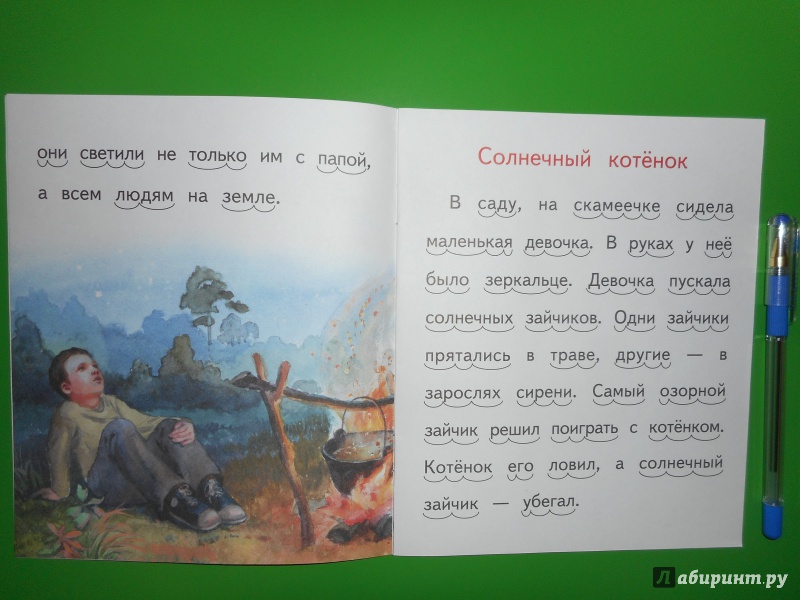 они светили не только им с папой,
а всем людям на земле.
Солнечный котёнок
В саду, на скамеечке сидела
маленькая девочка. В руках у неё
было зеркальце. Девочка пускала
солнечных зайчиков. Одни зайчики
прятались в траве, другие — в
зарослях сирени. Самый озорной
зайчик решил поиграть с котёнком.
Котёнок его ловил, а солнечный
зайчик — убегал.
Лабиринт.ру